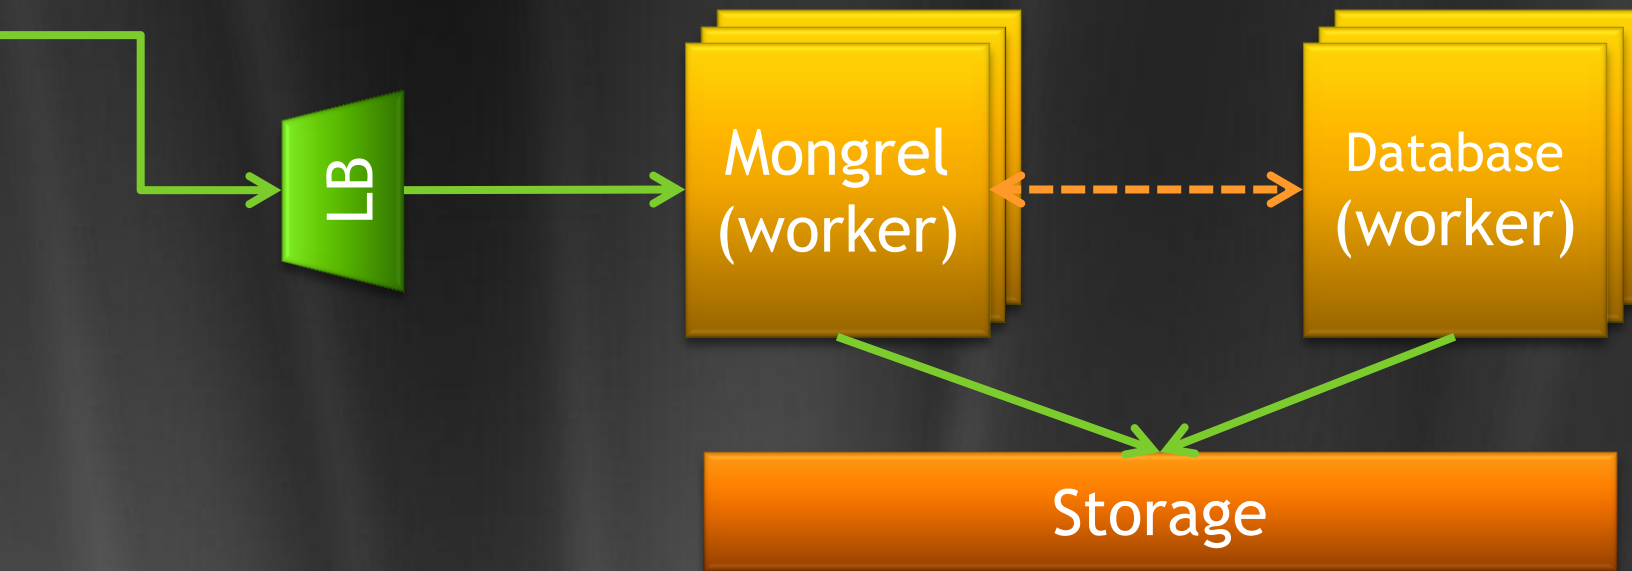 LB
Mongrel
(worker)
Database
(worker)
Storage